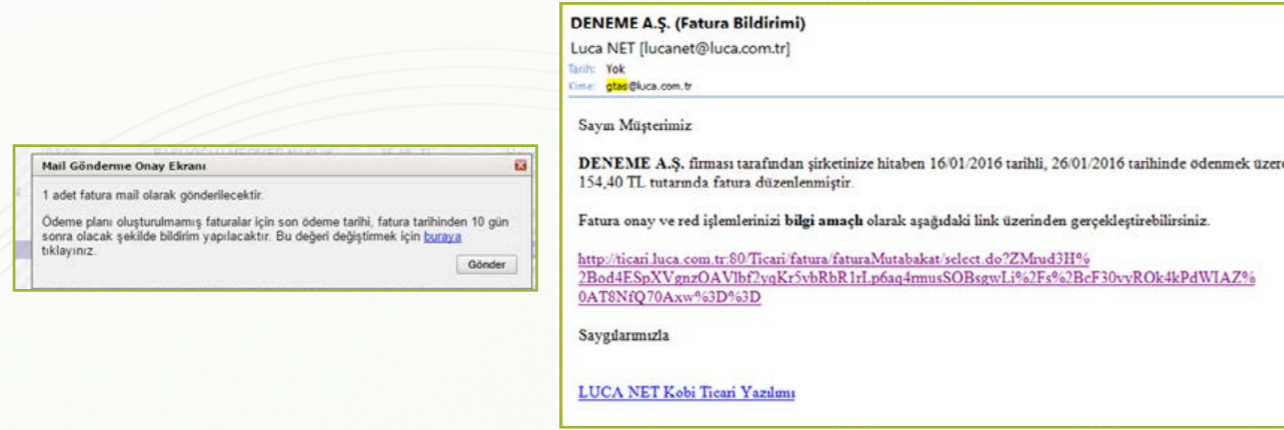 Mail Gönderme Onay Ekranı
1 adet fatura mail olarak gönderilecektir.
Ödeme planı oluşturulmamış faturalar için son ödeme tarihi, fatura tarihinden 10 gün
sonra olacak şekilde bildirim yapılacaktır. Bu değeri değiştirmek için buraya
tıklayınız.
Gönder
DENEME A.Ş. (Fatura Bildirimi)
Luca NET [lucanet@luca.com.tr]
Tarih: Yok
Kime: gtas@luca.com.tr
Sayın Müşterimiz
DENEME A.Ş. firması tarafından şirketinize hitaben 16/01/2016 tarihli, 26/01/2016 tarihinde ödenmek üzere
154,40 TL tutarında fatura düzenlenmiştir.
Fatura onay ve red işlemlerinizi bilgi amaçlı olarak aşağıdaki link üzerinden gerçekleştirebilirsiniz.
http://ticari.luca.com.tr:80/Ticari/fatura/faturaMutabakat/select.do?ZMrud3H%
2Bod4ESpXVgnzOAVlbf2yqKr5vbRbR1rLp6aq4rmusSOBsgwLi%2Fs%2BcF30vyROk4kPdWIAZ%
0AT8NfQ70Axw%3D%3D
Saygılarımızla
LUCA NET Kobi Ticari Yazılımı